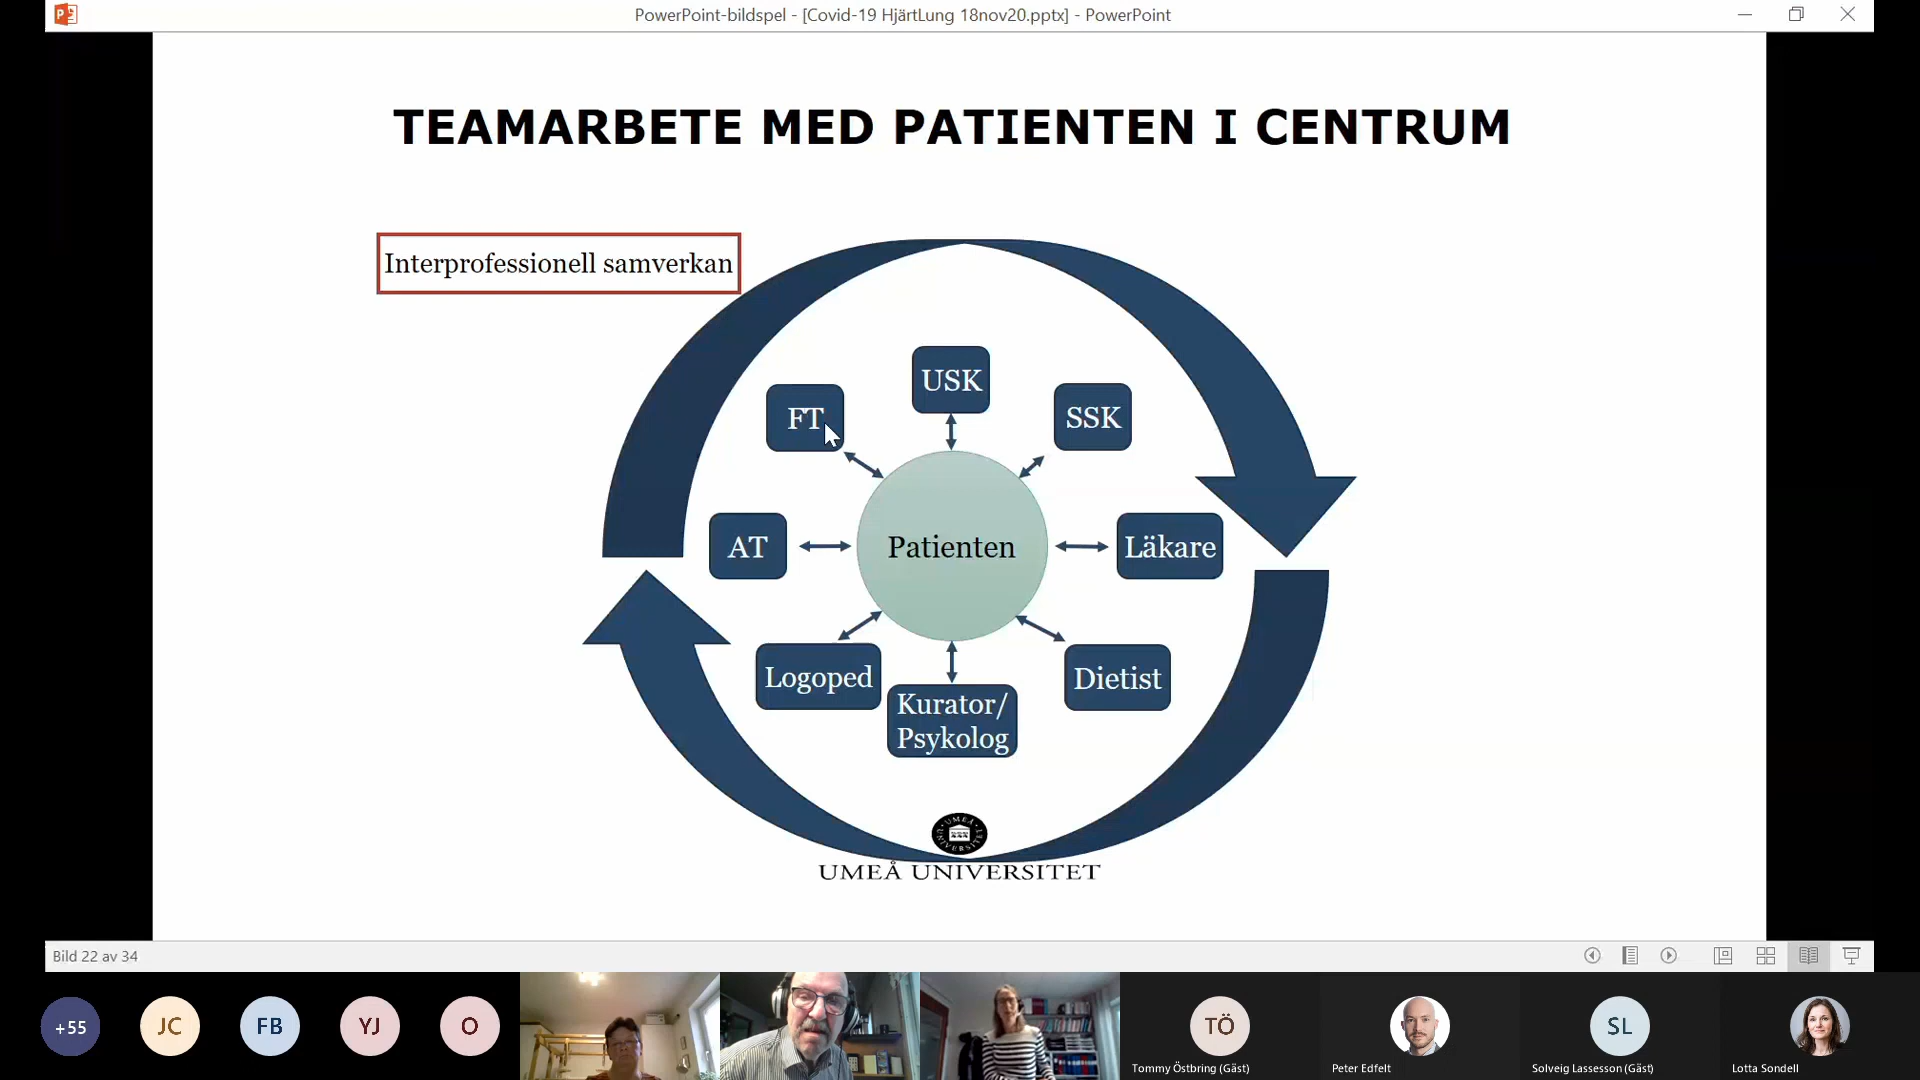 PowerPoint-bildspel - [Covid-19 HjärtLung 18nov20.pptx] - PowerPoint
TEAMARBETE MED PATIENTEN I CENTRUM
Interprofessionell samverkan
USK
FT
SSK
AT
Patienten
Läkare
Logoped
Kurator/
Psykolog
Dietist
UMEÅ UNIVERSITET
Bild 22 av 34
+55
JC
FB
YJ
O
TÖ
SL
Tommy Östbring (Gäst)
Peter Edfelt
Solveig Lassesson (Gäst)
Lotta Sondell